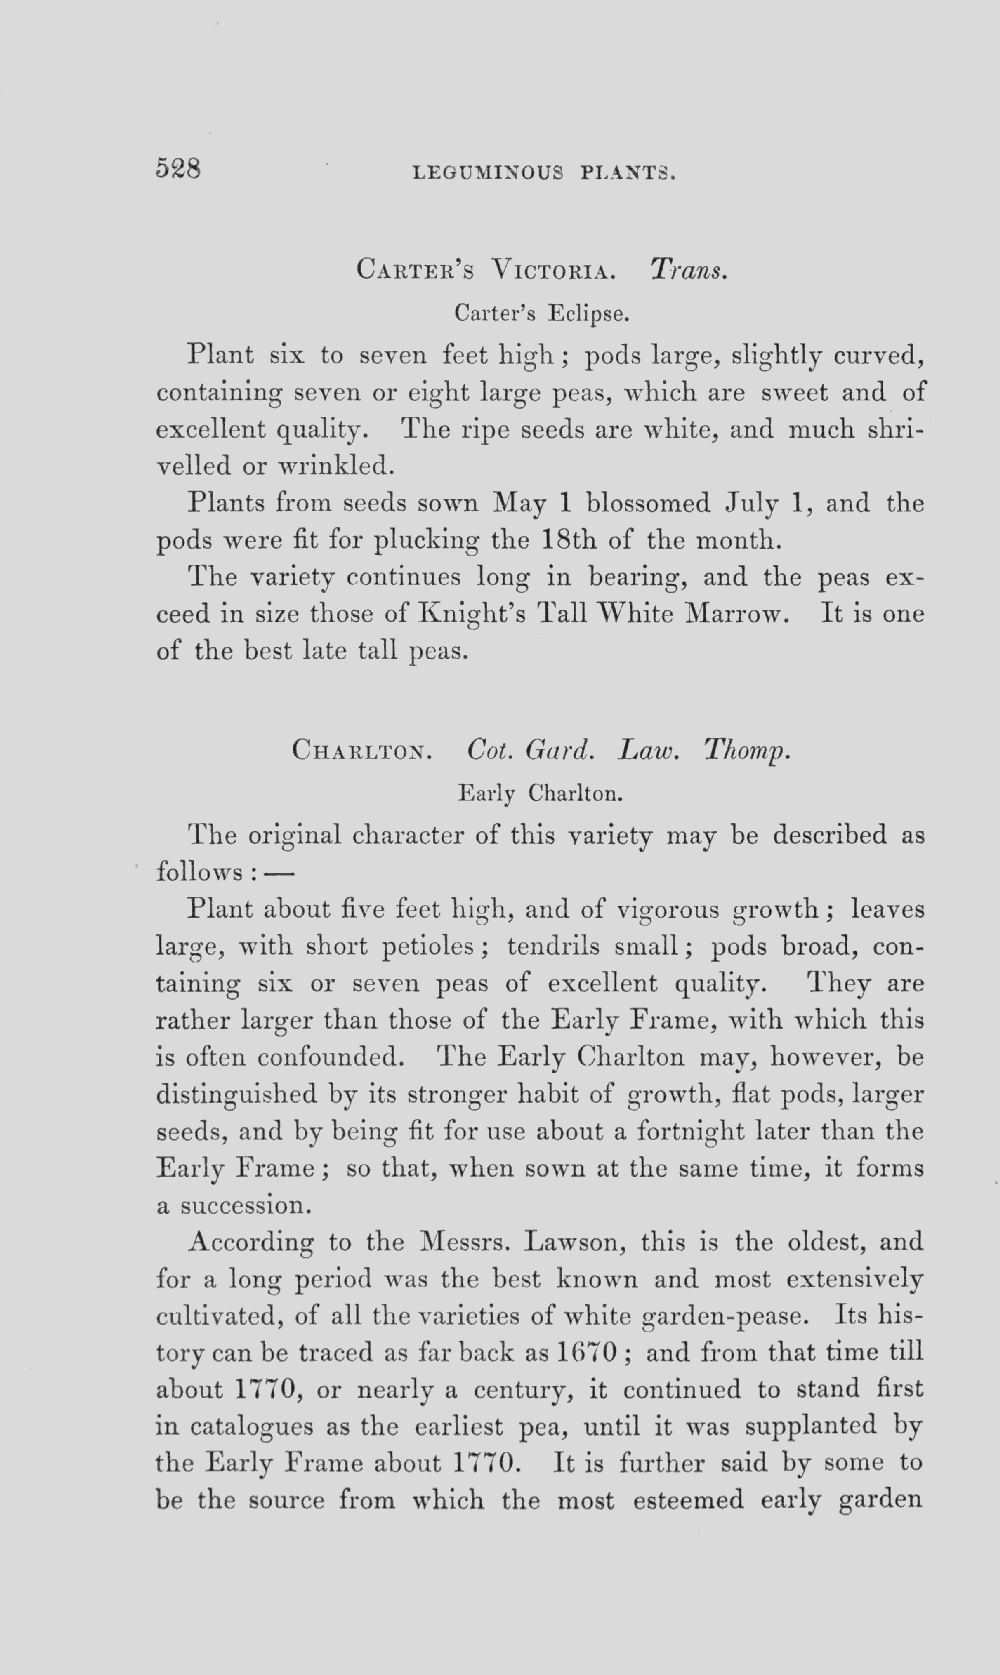 528 LEGUMINOUS PLANTS.
CARTER'S VICTORIA. Trans.
Carter's Eclipse.
Plant six to seven feet high; pods large, slightly curved,
containing seven or eight large peas, which are sweet and of
excellent quality. The ripe seeds are white, and much shri-
velled or wrinkled.
Plants from seeds sown May 1 blossomed July 1, and the
pods were fit for plucking the 18th of the month.
The variety continues long in bearing, and the peas ex-
ceed in size those of Knight's Tall White Marrow. It is one
of the best late tall peas.
CHARLTON. Cot. Gard. Law. Thomp.
Early Charlton.
The original character of this variety may be described as
follows: —
Plant about five feet high, and of vigorous growth; leaves
large, with short petioles; tendrils small; pods broad, con-
taining six or seven peas of excellent quality. They are
rather larger than those of the Early Frame, with which this
is often confounded. The Early Charlton may, however, be
distinguished by its stronger habit of growth, flat pods, larger
seeds, and by being fit for use about a fortnight later than the
Early Frame; so that, when sown at the same time, it forms
a succession.
According to the Messrs. Lawson, this is the oldest, and
for a long period was the best known and most extensively
cultivated, of all the varieties of white garden-pease. Its his-
tory can be traced as far back as 1670; and from that time till
about 1770, or nearly a century, it continued to stand first
in catalogues as the earliest pea, until it was supplanted by
the Early Frame about 1770. It is further said by some to
be the source from which the most esteemed early garden